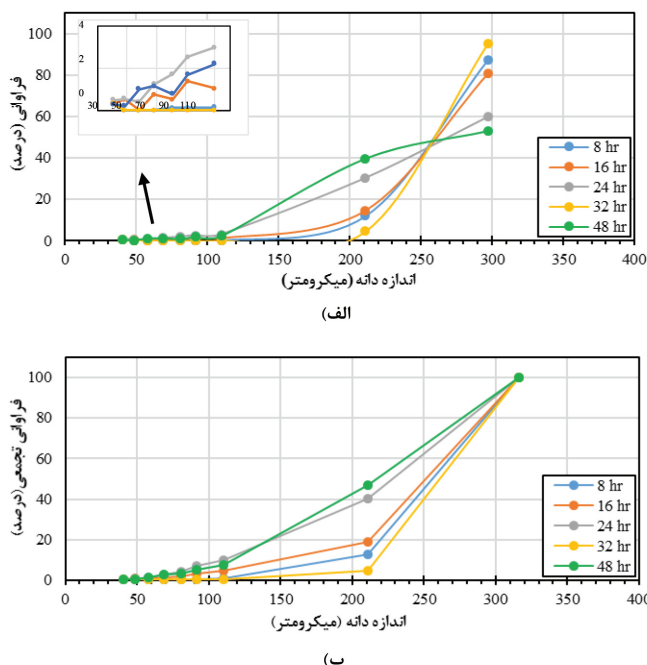 4
2
0
30 50 70 90 110
100
80
60
40
20
0
فراوانی (درصد)
8 hr
16 hr
24 hr
32 hr
48 hr
0 50 100 150 200 250 300 350 400
اندازه دانه (میکرومتر)
الف)
100
80
60
40
20
0
فراوانی تجمعی (درصد)
8 hr
16 hr
24 hr
32 hr
48 hr
0 50 100 150 200 250 300 350 400
اندازه دانه (میکرومتر)
ب)